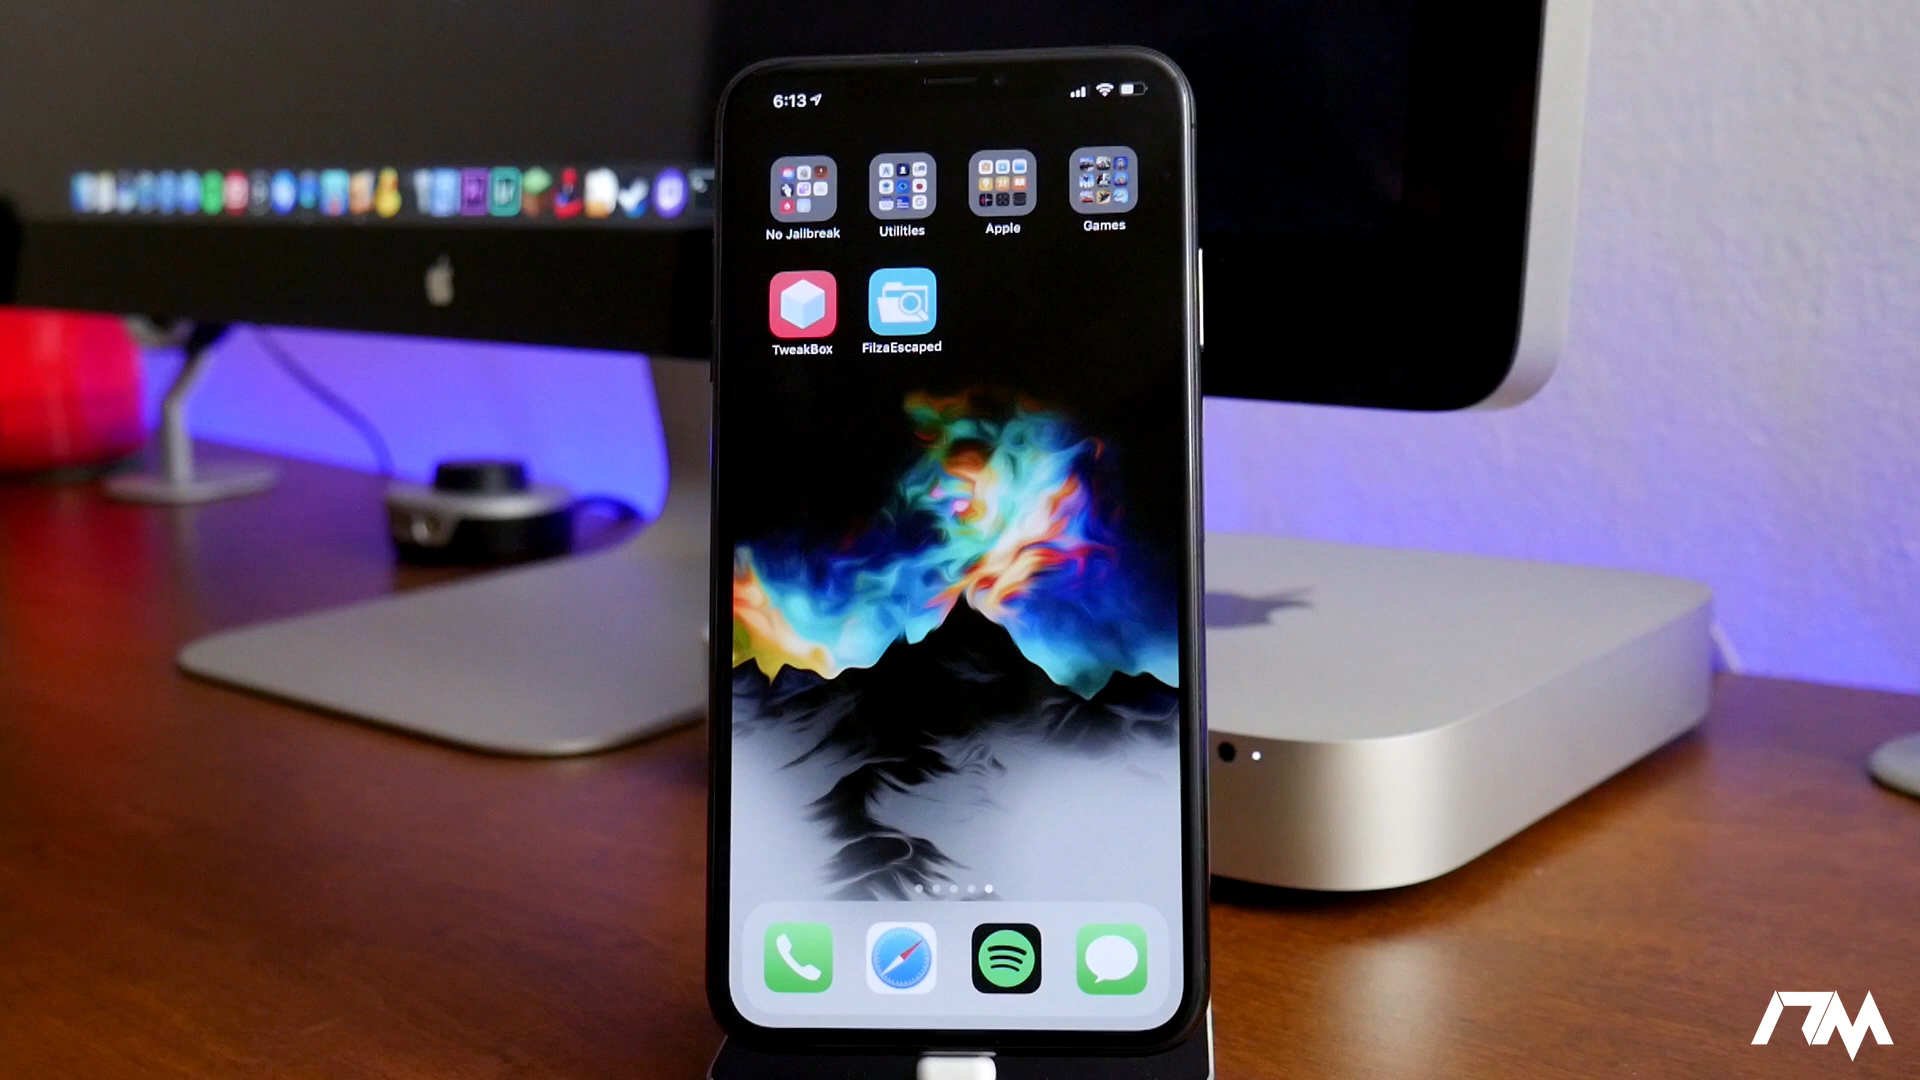 6:13
No Jailbreak
Utilities
Apple
Games
TweakBox
FilzaEscaped